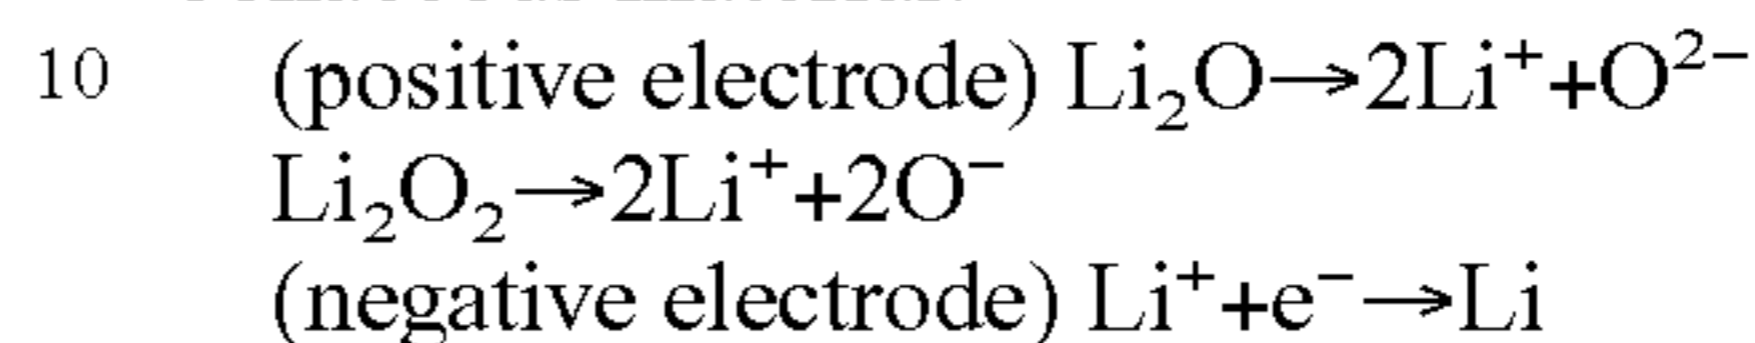 10 (positive electrode) Li₂O→2Li⁺+O²⁻
Li₂O₂→2Li⁺+2O⁻
(negative electrode) Li⁺+e⁻→Li